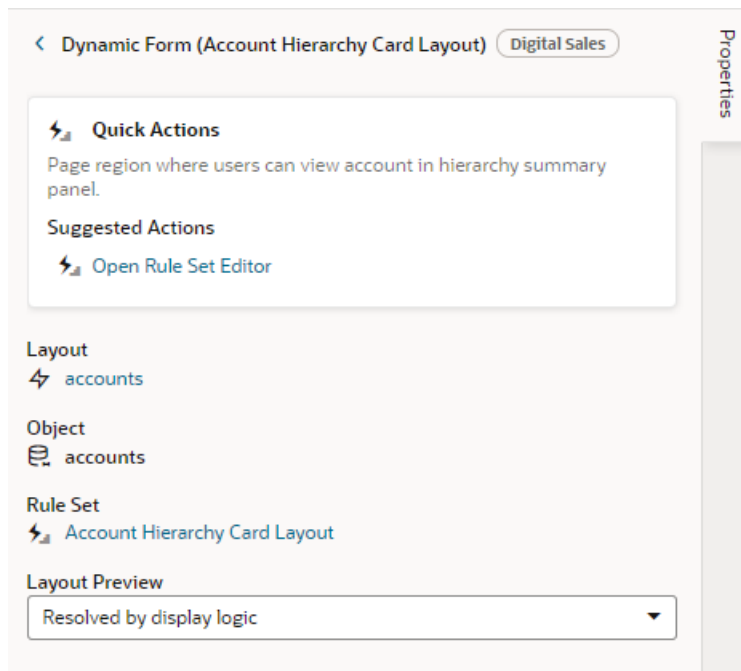 Dynamic Form (Account Hierarchy Card Layout) Digital Sales
Properties
Quick Actions
Page region where users can view account in hierarchy summary
panel.
Suggested Actions
Open Rule Set Editor
Layout
accounts
Object
accounts
Rule Set
Account Hierarchy Card Layout
Layout Preview
Resolved by display logic